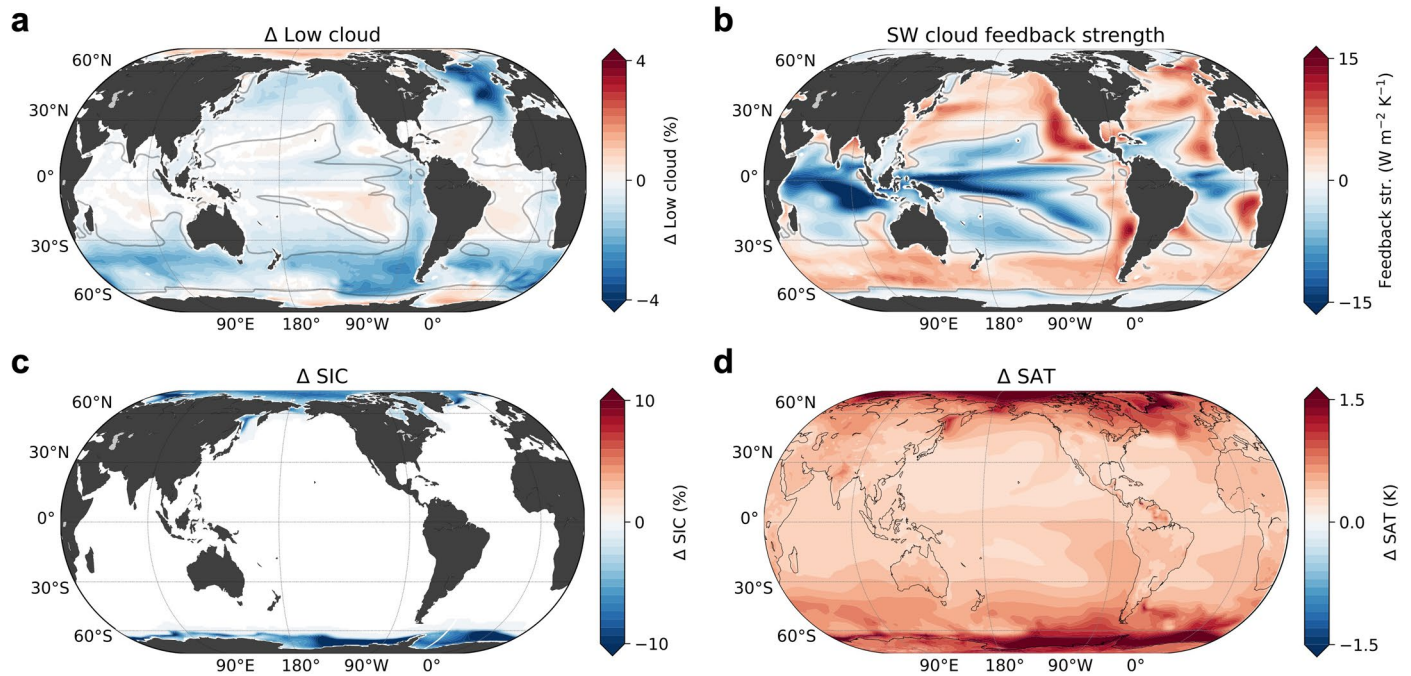 a
Δ Low cloud
60°N
30°N
0°
30°S
60°S
90°E 180° 90°W 0°
4
0
−4
Δ Low cloud (%)
b
SW cloud feedback strength
60°N
30°N
0°
30°S
60°S
90°E 180° 90°W 0°
15
0
−15
Feedback str. (W m⁻² K⁻¹)
c
Δ SIC
60°N
30°N
0°
30°S
60°S
90°E 180° 90°W 0°
10
0
−10
Δ SIC (%)
d
Δ SAT
60°N
30°N
0°
30°S
60°S
90°E 180° 90°W 0°
1.5
0.0
−1.5
Δ SAT (K)